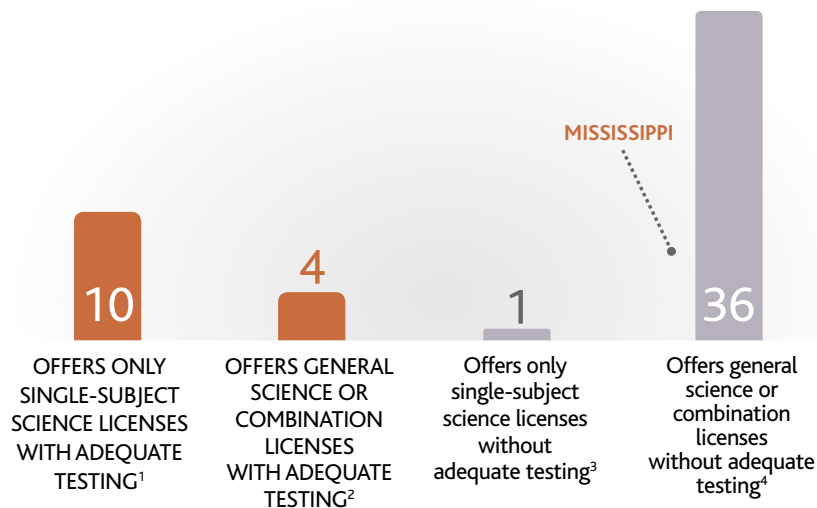 MISSISSIPPI
10
4
1
36
OFFERS ONLY
SINGLE-SUBJECT
SCIENCE LICENSES
WITH ADEQUATE
TESTING1
OFFERS GENERAL
SCIENCE OR
COMBINATION
LICENSES
WITH ADEQUATE
TESTING2
Offers only
single-subject
science licenses
without
adequate testing3
Offers general
science or
combination
licenses
without adequate
testing4